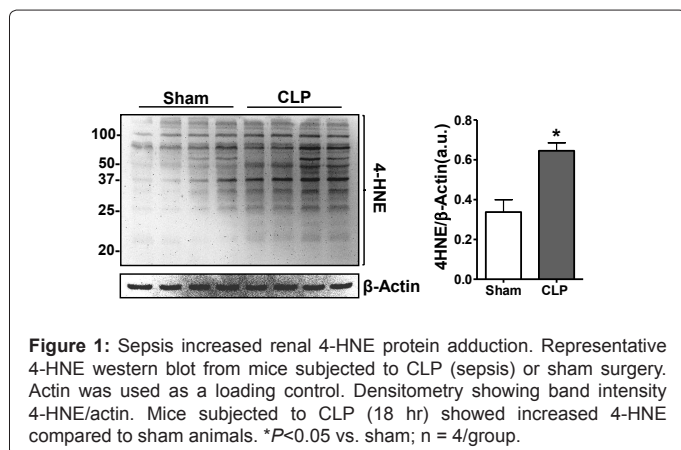 Sham CLP
100-
50-
37-
25-
20-
4-HNE
β-Actin
4HNE/β-Actin(a.u.)
0.8
0.6
0.4
0.2
0.0
*
Sham CLP
Figure 1: Sepsis increased renal 4-HNE protein adduction. Representative
4-HNE western blot from mice subjected to CLP (sepsis) or sham surgery.
Actin was used as a loading control. Densitometry showing band intensity
4-HNE/actin. Mice subjected to CLP (18 hr) showed increased 4-HNE
compared to sham animals. *P<0.05 vs. sham; n = 4/group.